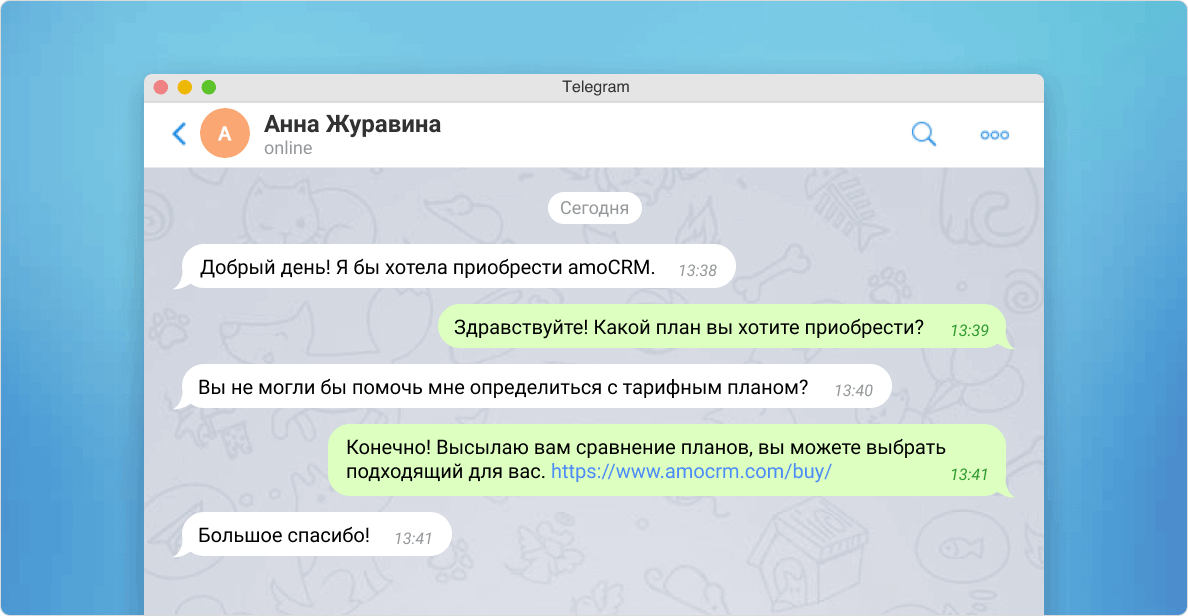 Telegram
А
Анна Журавина
online
Сегодня
Добрый день! Я бы хотела приобрести amoCRM. 13:38
Здравствуйте! Какой план вы хотите приобрести? 13:39
Вы не могли бы помочь мне определиться с тарифным планом? 13:40
Конечно! Высылаю вам сравнение планов, вы можете выбрать
подходящий для вас. https://www.amocrm.com/buy/ 13:41
Большое спасибо! 13:41